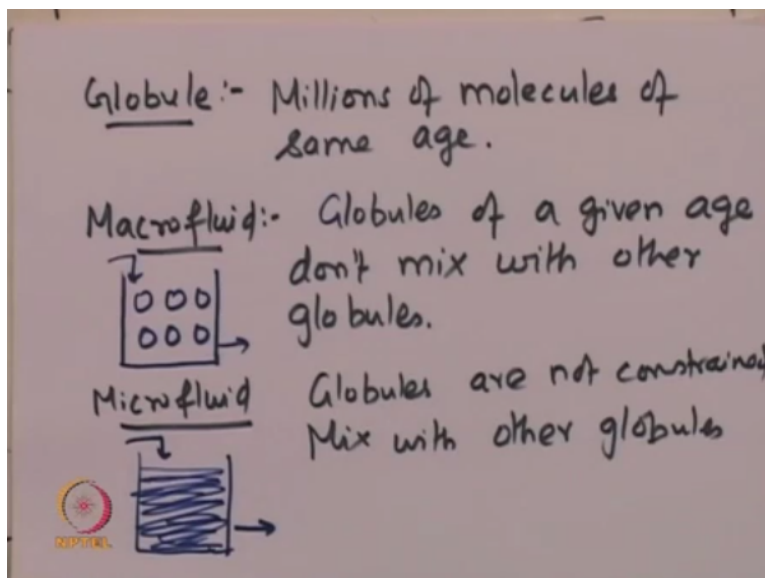 Globule:- Millions of molecules of
same age.
Macrofluid:- Globules of a given age
don't mix with other
globules.
Microfluid Globules are not constrained
Mix with other globules
NPTEL